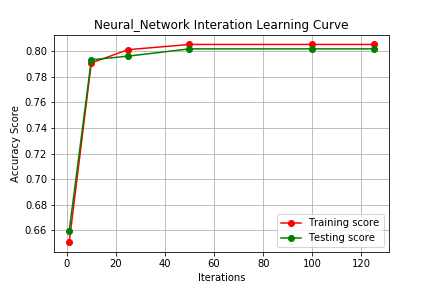 Neural_Network Interation Learning Curve
Accuracy Score
0.80
0.78
0.76
0.74
0.72
0.70
0.68
0.66
Training score
Testing score
0 20 40 60 80 100 120
Iterations